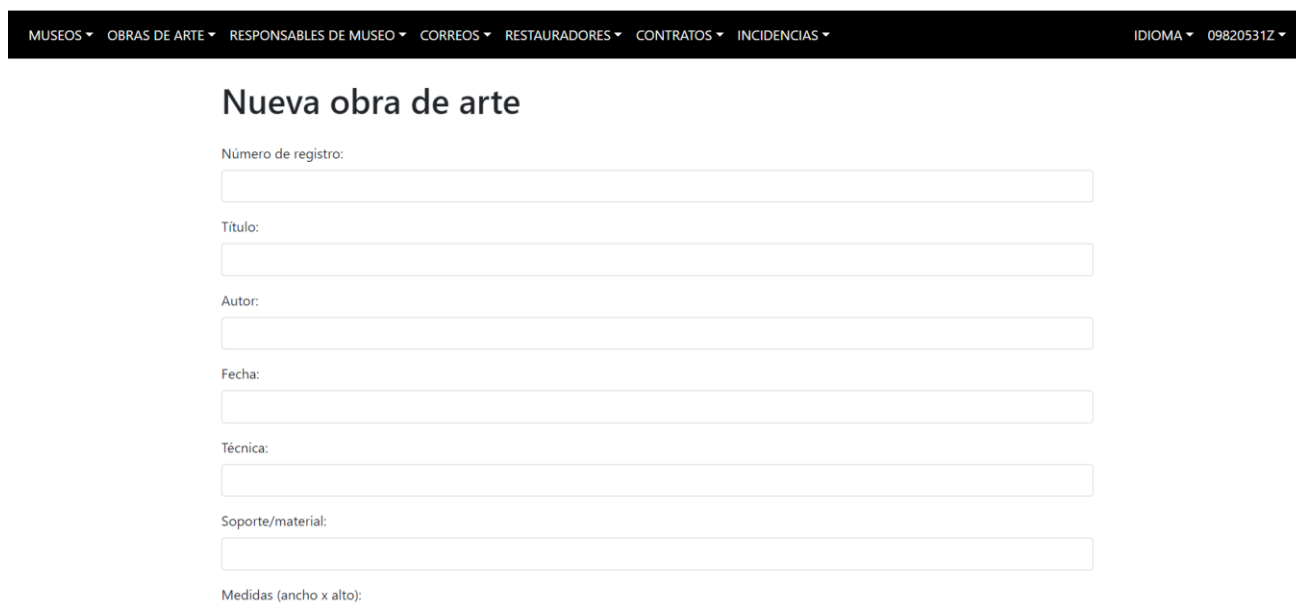 MUSEOS OBRAS DE ARTE RESPONSABLES DE MUSEO CORREOS RESTAURADORES CONTRATOS INCIDENCIAS IDIOMA 09820531Z
Nueva obra de arte
Número de registro:
Título:
Autor:
Fecha:
Técnica:
Soporte/material:
Medidas (ancho x alto):